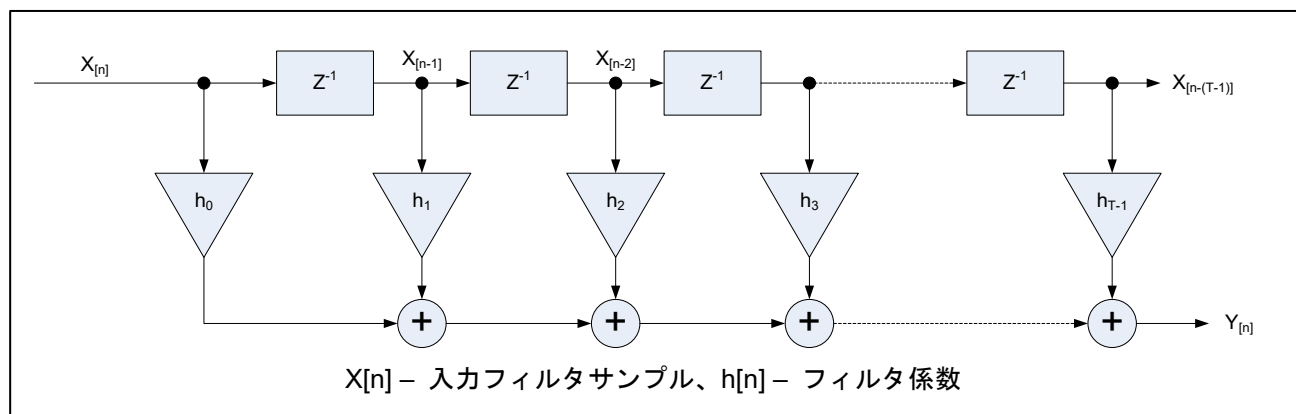 X[n] X[n-1] X[n-2]
Z-1 Z-1 Z-1 Z-1 X[n-(T-1)]
h0 h1 h2 h3 hT-1
+ + + + Y[n]
X[n] – 入力フィルタサンプル、h[n] – フィルタ係数